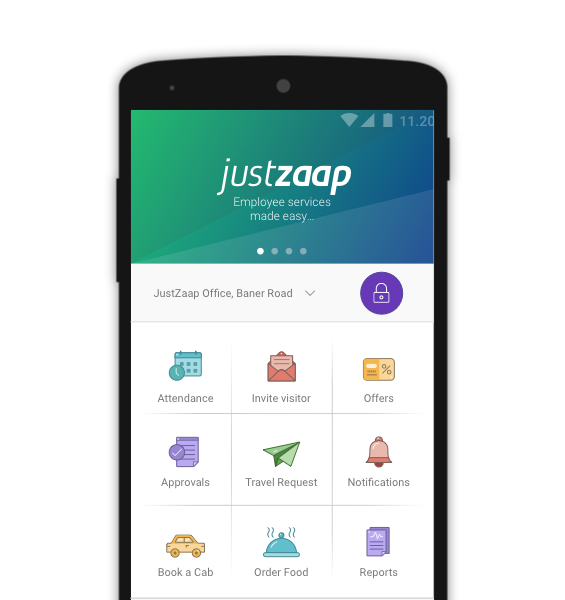 11.20
justzaap
Employee services
made easy...
JustZaap Office, Baner Road
Attendance
Invite visitor
Offers
Approvals
Travel Request
Notifications
Book a Cab
Order Food
Reports